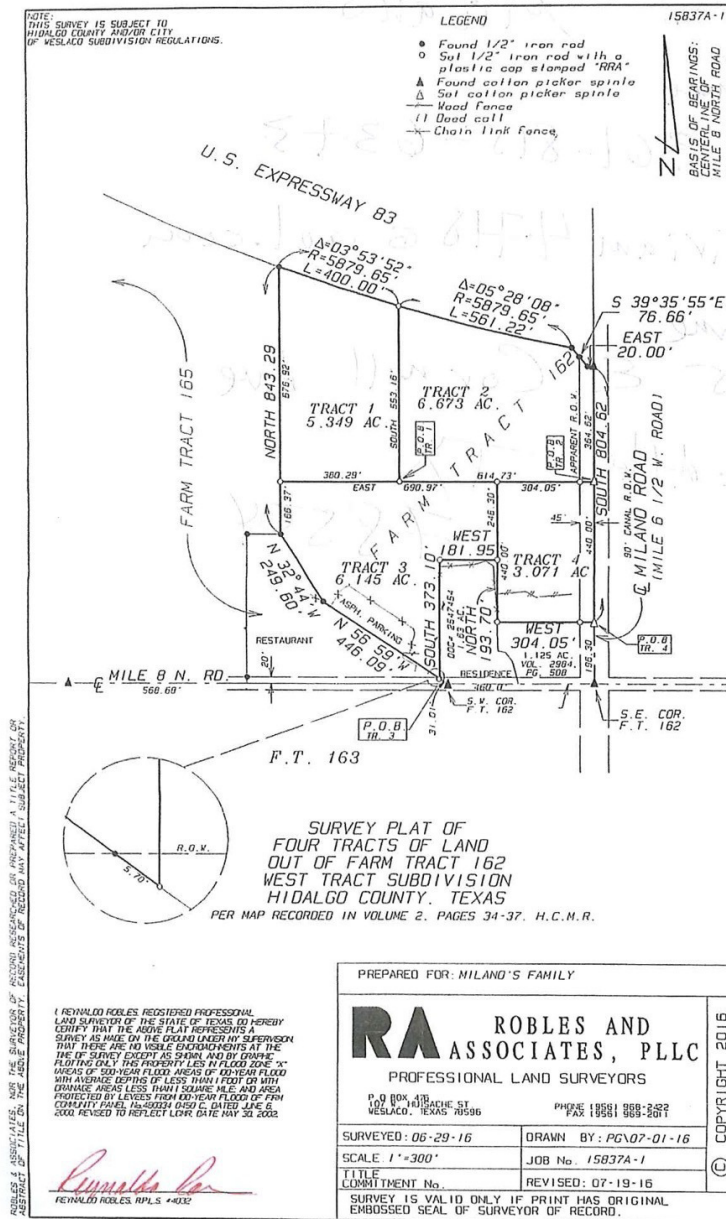 NOTE:
THIS SURVEY IS SUBJECT TO
HIDALGO COUNTY AND/OR CITY
OF WESLACO SUBDIVISION REGULATIONS.
LEGEND
Found 1/2" iron rod
Set 1/2" iron rod with a
plastic cap stamped "RRA"
Found cotton picker spinle
Set cotton picker spinle
Wood Fence
() Deed call
Chain link Fence
15837A-1
N
BASIS OF BEARINGS:
CENTERLINE OF
MILE 8 NORTH ROAD
U.S. EXPRESSWAY 83
Δ=03°53'52"
R=5879.65'
L=400.00'
Δ=05°28'08"
R=5879.65'
L=561.22'
S 39°35'55"E
76.66'
EAST
20.00'
FARM TRACT 165
NORTH 843.29
676.92'
TRACT 1
5.349 AC.
SOUTH 553.16'
TRACT 2
6.673 AC.
FARM TRACT 162
P.O.B
TR. 1
P.O.B
TR. 2
APPARENT R.O.W.
364.62'
SOUTH 804.62
380.29'
EAST
690.97'
614.73'
304.05'
166.37'
246.30'
45'
440.00'
440.00'
90' CANAL R.O.W.
℄ MILANO ROAD
(MILE 6 1/2 W. ROAD)
WEST
181.95
TRACT 4
3.071 AC
TRACT 3
6.145 AC.
N 32°44'W
249.60'
ASPH. PARKING
N 56°59'W
446.09'
SOUTH 373.10'
DOC# 2647454
1.63 AC.
NORTH
193.70'
WEST
304.05'
1.125 AC.
VOL. 2984,
PG. 508
196.30
P.O.B
TR. 4
RESTAURANT
20'
RESIDENCE
℄ MILE 8 N. RD.
568.69'
460.0'
31.01'
P.O.B
TR. 3
S.W. COR.
F.T. 162
S.E. COR.
F.T. 162
F.T. 163
R.O.W.
5.70'
SURVEY PLAT OF
FOUR TRACTS OF LAND
OUT OF FARM TRACT 162
WEST TRACT SUBDIVISION
HIDALGO COUNTY, TEXAS
PER MAP RECORDED IN VOLUME 2, PAGES 34-37, H.C.M.R.
ROBLES & ASSOCIATES, NOR THE SURVEYOR OF RECORD RESEARCHED OR PREPARED A TITLE REPORT OR
ABSTRACT OF TITLE ON THE ABOVE PROPERTY. EASEMENTS OF RECORD MAY AFFECT SUBJECT PROPERTY.
I, REYNALDO ROBLES, REGISTERED PROFESSIONAL
LAND SURVEYOR OF THE STATE OF TEXAS, DO HEREBY
CERTIFY THAT THE ABOVE PLAT REPRESENTS A
SURVEY AS MADE ON THE GROUND UNDER MY SUPERVISION
THAT THERE ARE NO VISIBLE ENCROACHMENTS AT THE
TIME OF SURVEY EXCEPT AS SHOWN, AND BY GRAPHIC
PLOTTING ONLY THIS PROPERTY LIES IN FLOOD ZONE "X"
(AREAS OF 500-YEAR FLOOD; AREAS OF 100-YEAR FLOOD
WITH AVERAGE DEPTHS OF LESS THAN 1 FOOT OR WITH
DRAINAGE AREAS LESS THAN 1 SQUARE MILE; AND AREA
PROTECTED BY LEVEES FROM 100-YEAR FLOOD) OF FIRM
COMMUNITY PANEL No.480334 0450 C, DATED JUNE 6,
2000, REVISED TO REFLECT LOMR, DATE MAY 30, 2002.
REYNALDO ROBLES, R.P.L.S. #4032
PREPARED FOR: MILANO'S FAMILY
RA
ROBLES AND
ASSOCIATES, PLLC
PROFESSIONAL LAND SURVEYORS
P.O BOX 476
107 W. HUISACHE ST.
WESLACO, TEXAS 78596
PHONE (956) 968-2422
FAX (956) 969-2011
SURVEYED: 06-29-16
DRAWN BY: PG\07-01-16
SCALE 1"=300'
JOB No. 15837A-1
TITLE
COMMITMENT No.
REVISED: 07-19-16
SURVEY IS VALID ONLY IF PRINT HAS ORIGINAL
EMBOSSED SEAL OF SURVEYOR OF RECORD.
© COPYRIGHT 2016